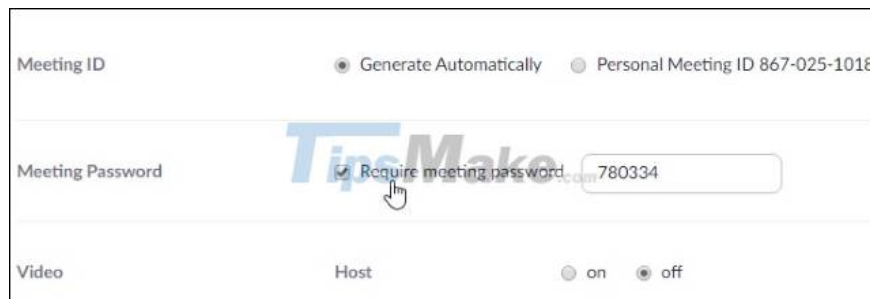 Meeting ID Generate Automatically Personal Meeting ID 867-025-1018
Meeting Password Require meeting password 780334
TipsMake.com
Video Host on off